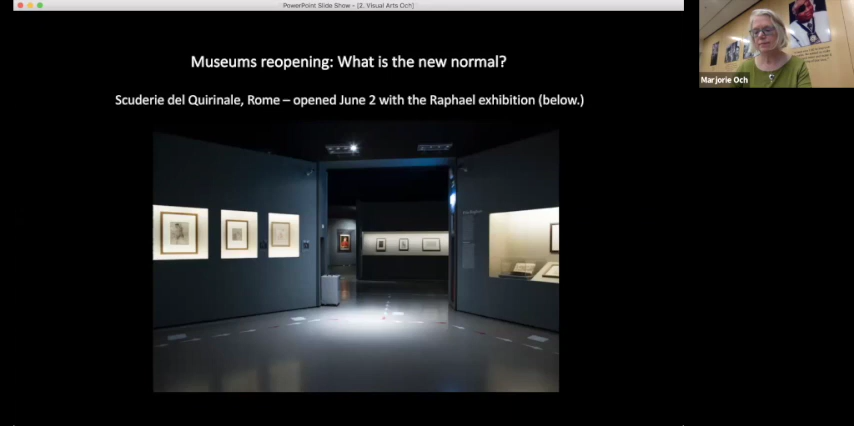 PowerPoint Slide Show - [2. Visual Arts Och]
Museums reopening: What is the new normal?
Scuderie del Quirinale, Rome – opened June 2 with the Raphael exhibition (below.)
Marjorie Och